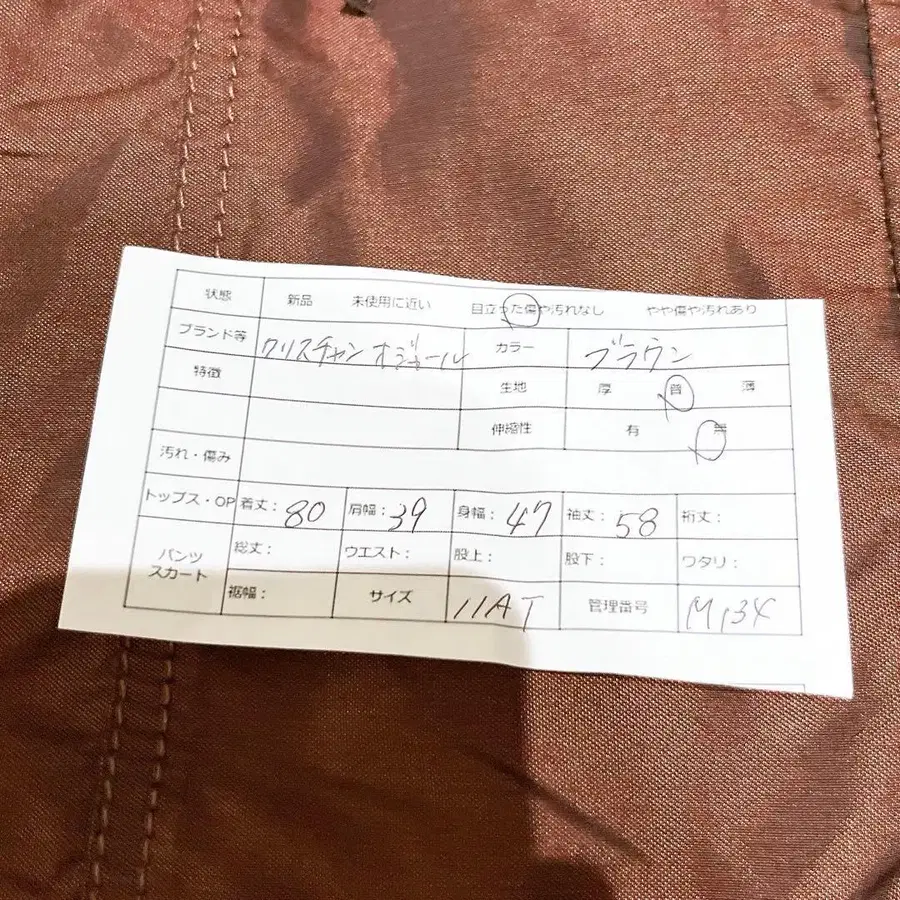 状態 新品 未使用に近い 目立った傷や汚れなし やや傷や汚れあり
ブランド等 クリスチャンオジャール カラー ブラウン
特徴 生地 厚 普 薄
伸縮性 有 無
汚れ・傷み
トップス・OP 着丈：80 肩幅：39 身幅：47 袖丈：58 裄丈：
パンツ 総丈： ウエスト： 股上： 股下： ワタリ：
スカート
裾幅： サイズ 11AT 管理番号 M134